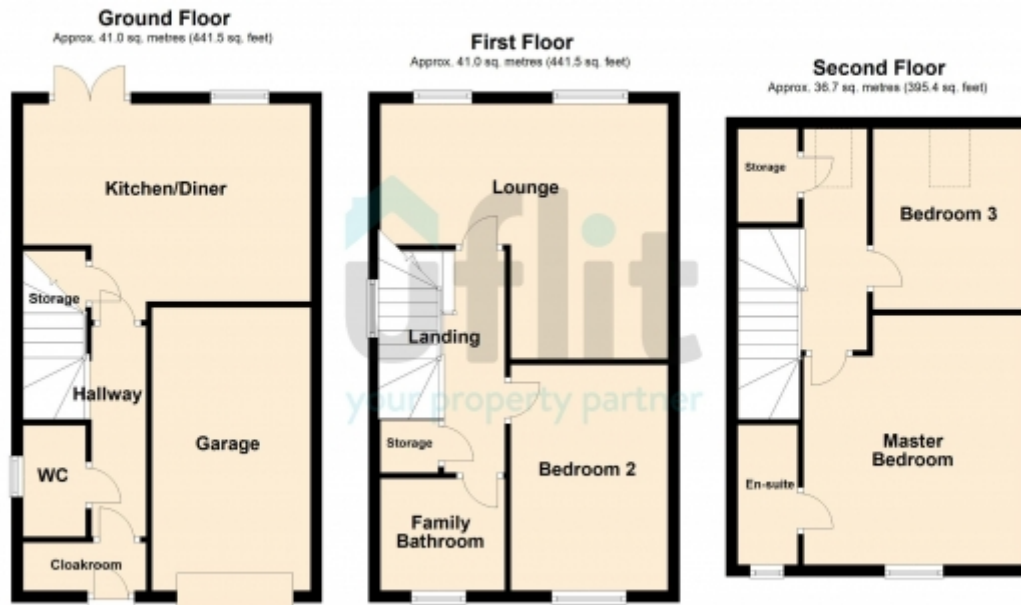 Ground Floor
Approx. 41.0 sq. metres (441.5 sq. feet)
Kitchen/Diner
Storage
Hallway
WC
Garage
Cloakroom
First Floor
Approx. 41.0 sq. metres (441.5 sq. feet)
Lounge
Landing
Storage
Bedroom 2
Family
Bathroom
Second Floor
Approx. 36.7 sq. metres (395.4 sq. feet)
Storage
Bedroom 3
Master
Bedroom
En-suite
uflit
your property partner